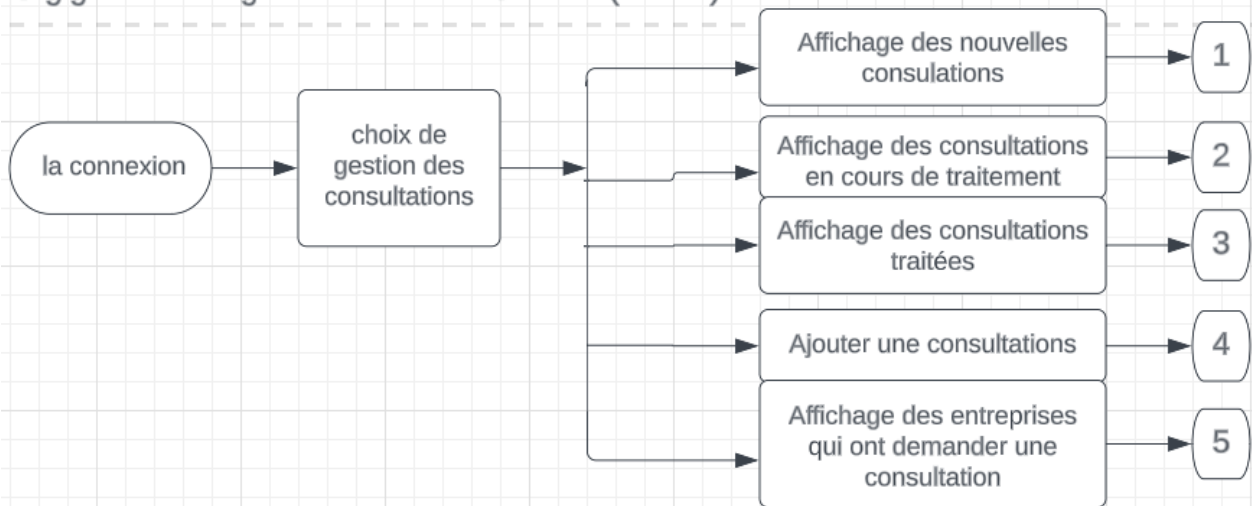 Affichage des nouvelles
consulations
1
la connexion
choix de
gestion des
consultations
Affichage des consultations
en cours de traitement
2
Affichage des consultations
traitées
3
Ajouter une consultations
4
Affichage des entreprises
qui ont demander une
consultation
5